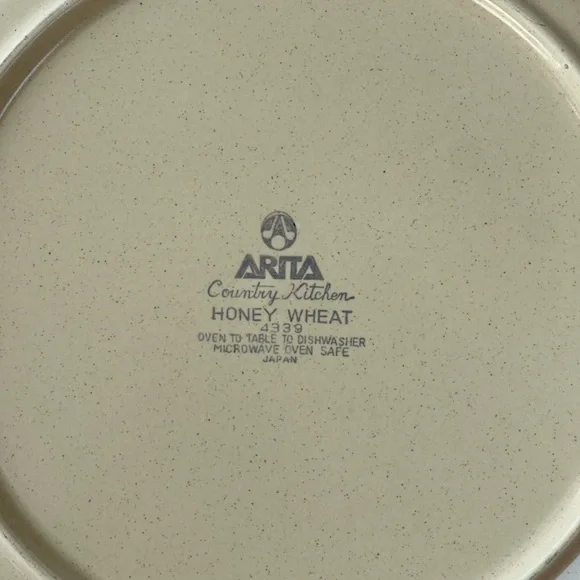 ARITA
Country Kitchen
HONEY WHEAT
4339
OVEN TO TABLE TO DISHWASHER
MICROWAVE OVEN SAFE
JAPAN